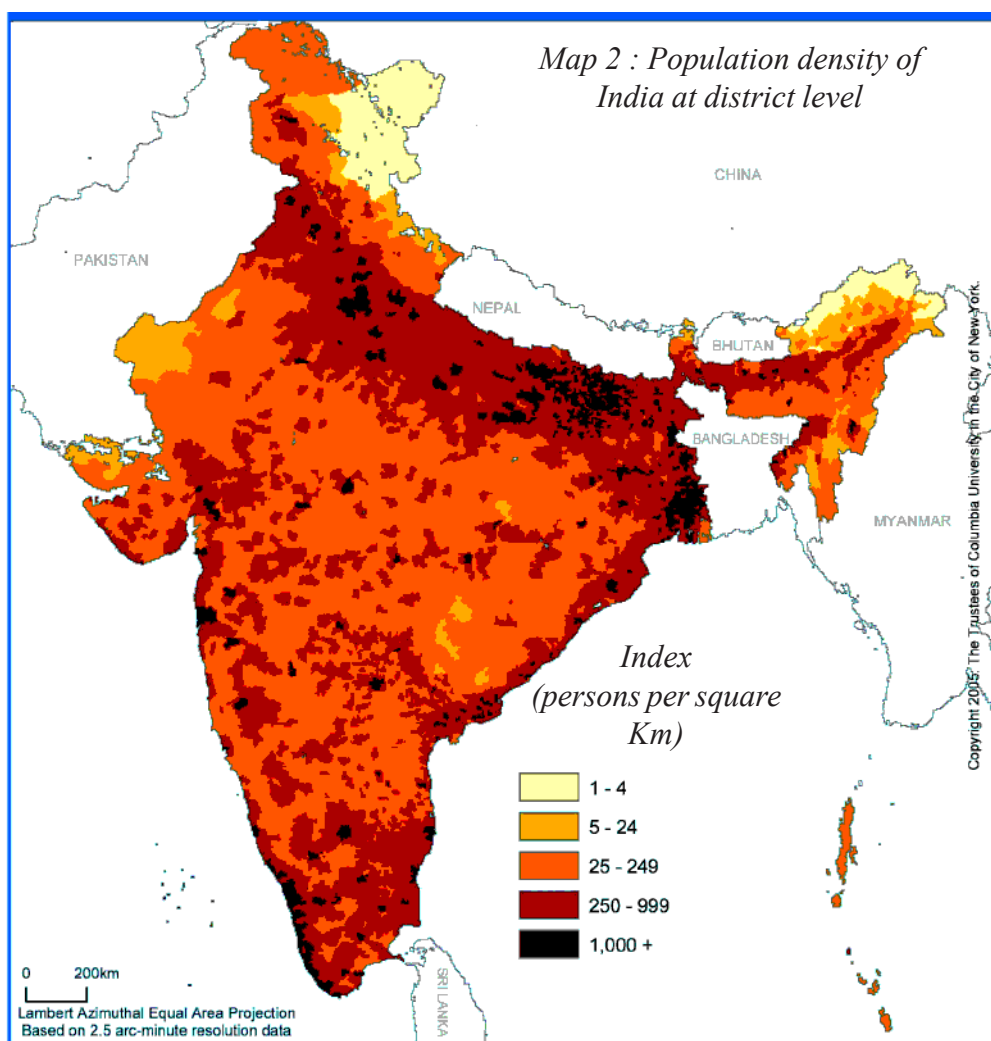 Map 2 : Population density of
India at district level
CHINA
PAKISTAN
NEPAL
BHUTAN
BANGLADESH
MYANMAR
Copyright 2005. The Trustees of Columbia University in the City of New York.
Index
(persons per square
Km)
1 - 4
5 - 24
25 - 249
250 - 999
1,000 +
0 200km
SRI LANKA
Lambert Azimuthal Equal Area Projection
Based on 2.5 arc-minute resolution data